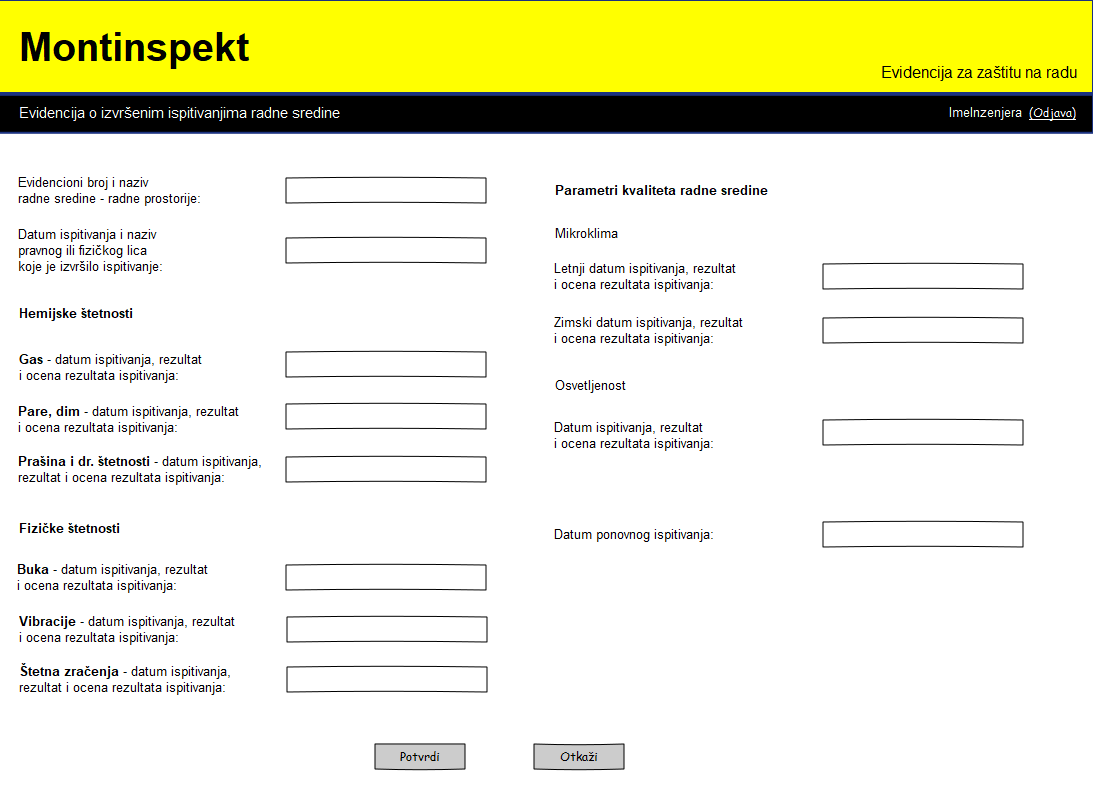 Montinspekt
Evidencija za zaštitu na radu
Evidencija o izvršenim ispitivanjima radne sredine
ImeInzenjera (Odjava)
Evidencioni broj i naziv
radne sredine - radne prostorije:
Datum ispitivanja i naziv
pravnog ili fizičkog lica
koje je izvršilo ispitivanje:
Hemijske štetnosti
Gas - datum ispitivanja, rezultat
i ocena rezultata ispitivanja:
Pare, dim - datum ispitivanja, rezultat
i ocena rezultata ispitivanja:
Prašina i dr. štetnosti - datum ispitivanja,
rezultat i ocena rezultata ispitivanja:
Fizičke štetnosti
Buka - datum ispitivanja, rezultat
i ocena rezultata ispitivanja:
Vibracije - datum ispitivanja, rezultat
i ocena rezultata ispitivanja:
Štetna zračenja - datum ispitivanja,
rezultat i ocena rezultata ispitivanja:
Parametri kvaliteta radne sredine
Mikroklima
Letnji datum ispitivanja, rezultat
i ocena rezultata ispitivanja:
Zimski datum ispitivanja, rezultat
i ocena rezultata ispitivanja:
Osvetljenost
Datum ispitivanja, rezultat
i ocena rezultata ispitivanja:
Datum ponovnog ispitivanja:
Potvrdi
Otkaži